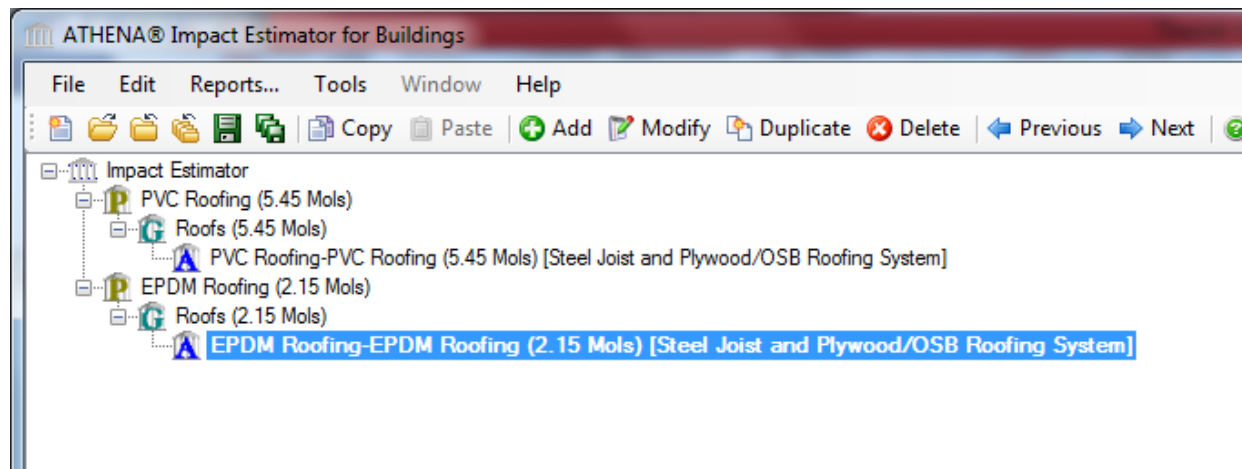 ATHENA® Impact Estimator for Buildings
File Edit Reports... Tools Window Help
Copy Paste Add Modify Duplicate Delete Previous Next
Impact Estimator
P PVC Roofing (5.45 Mols)
G Roofs (5.45 Mols)
A PVC Roofing-PVC Roofing (5.45 Mols) [Steel Joist and Plywood/OSB Roofing System]
P EPDM Roofing (2.15 Mols)
G Roofs (2.15 Mols)
A EPDM Roofing-EPDM Roofing (2.15 Mols) [Steel Joist and Plywood/OSB Roofing System]